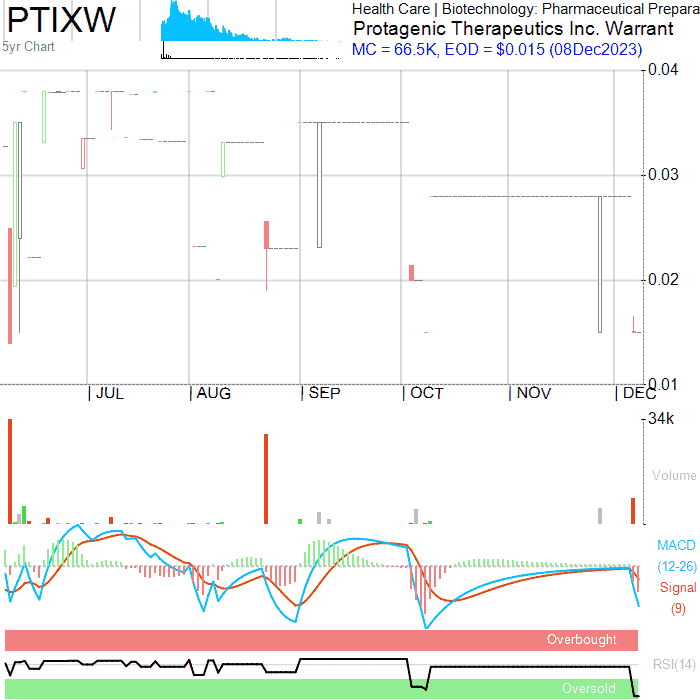 PTIXW
5yr Chart
Health Care | Biotechnology: Pharmaceutical Prepara
Protagenic Therapeutics Inc. Warrant
MC = 66.5K, EOD = $0.015 (08Dec2023)
0.04
0.03
0.02
0.01
JUL AUG SEP OCT NOV DEC
34k
Volume
MACD
(12-26)
Signal
(9)
Overbought
RSI(14)
Oversold